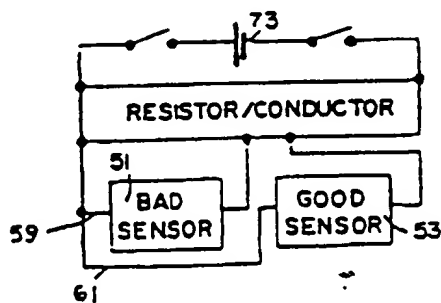 73
RESISTOR/CONDUCTOR
51
BAD
SENSOR
GOOD
SENSOR
59
53
61